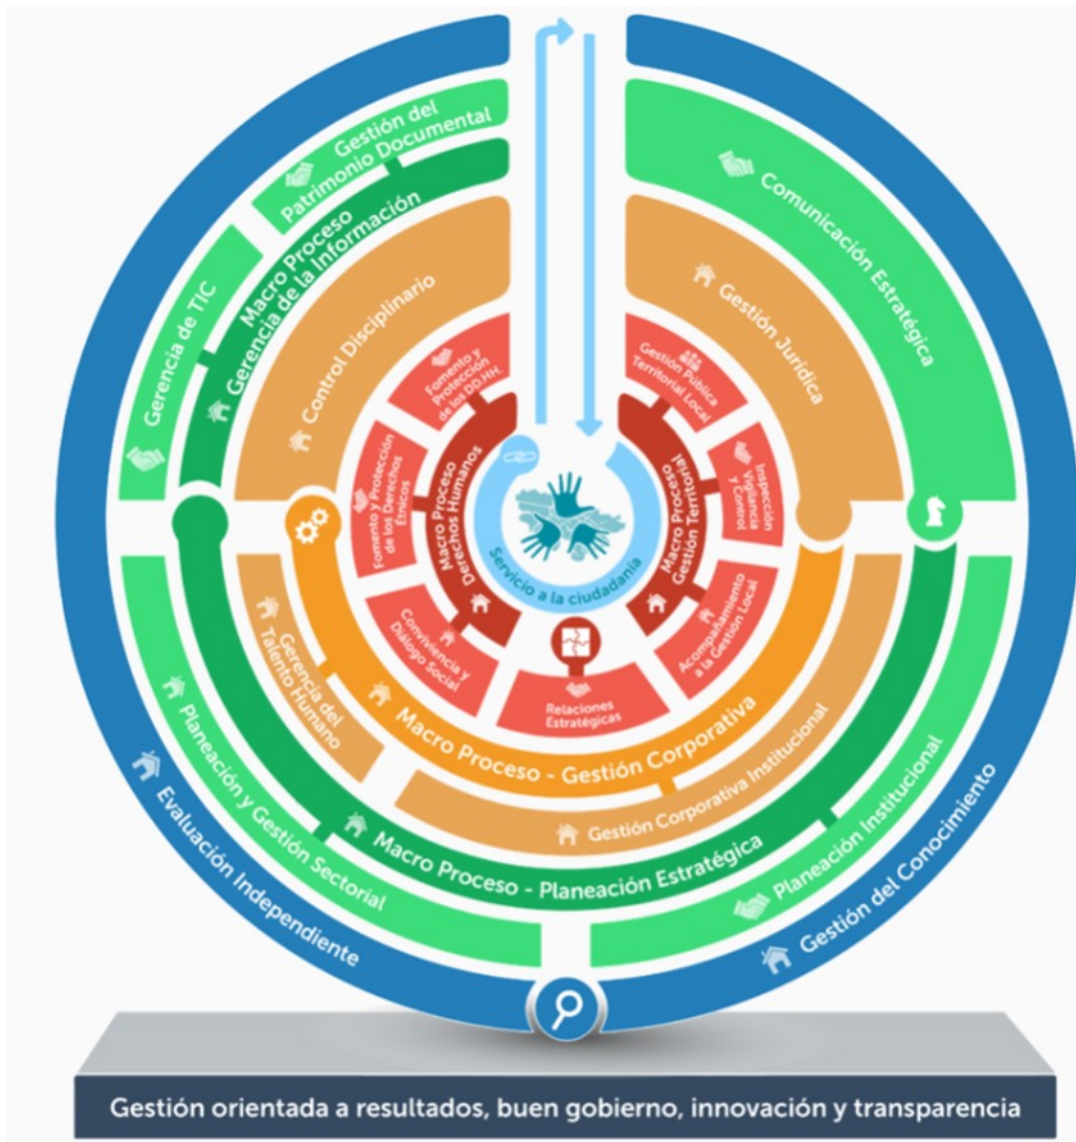 Gestión del
Patrimonio Documental
Macro Proceso
Gerencia de la Información
Gerencia de TIC
Control Disciplinario
Comunicación Estratégica
Gestión Jurídica
Fomento y
Protección
de los DD.HH.
Fomento y Protección
de los Derechos
Étnicos
Conviviencia y
Diálogo Social
Macro Proceso
Derechos Humanos
Gestión Pública
Territorial Local
Inspección
Vigilancia
y Control
Acompañamiento
a la Gestión Local
Macro Proceso
Gestión Territorial
Servicio a la ciudadanía
Relaciones
Estratégicas
Gerencia del
Talento Humano
Macro Proceso - Gestión Corporativa
Gestión Corporativa Institucional
Macro Proceso - Planeación Estratégica
Planeación y Gestión Sectorial
Planeación Institucional
Evaluación Independiente
Gestión del Conocimiento
Gestión orientada a resultados, buen gobierno, innovación y transparencia